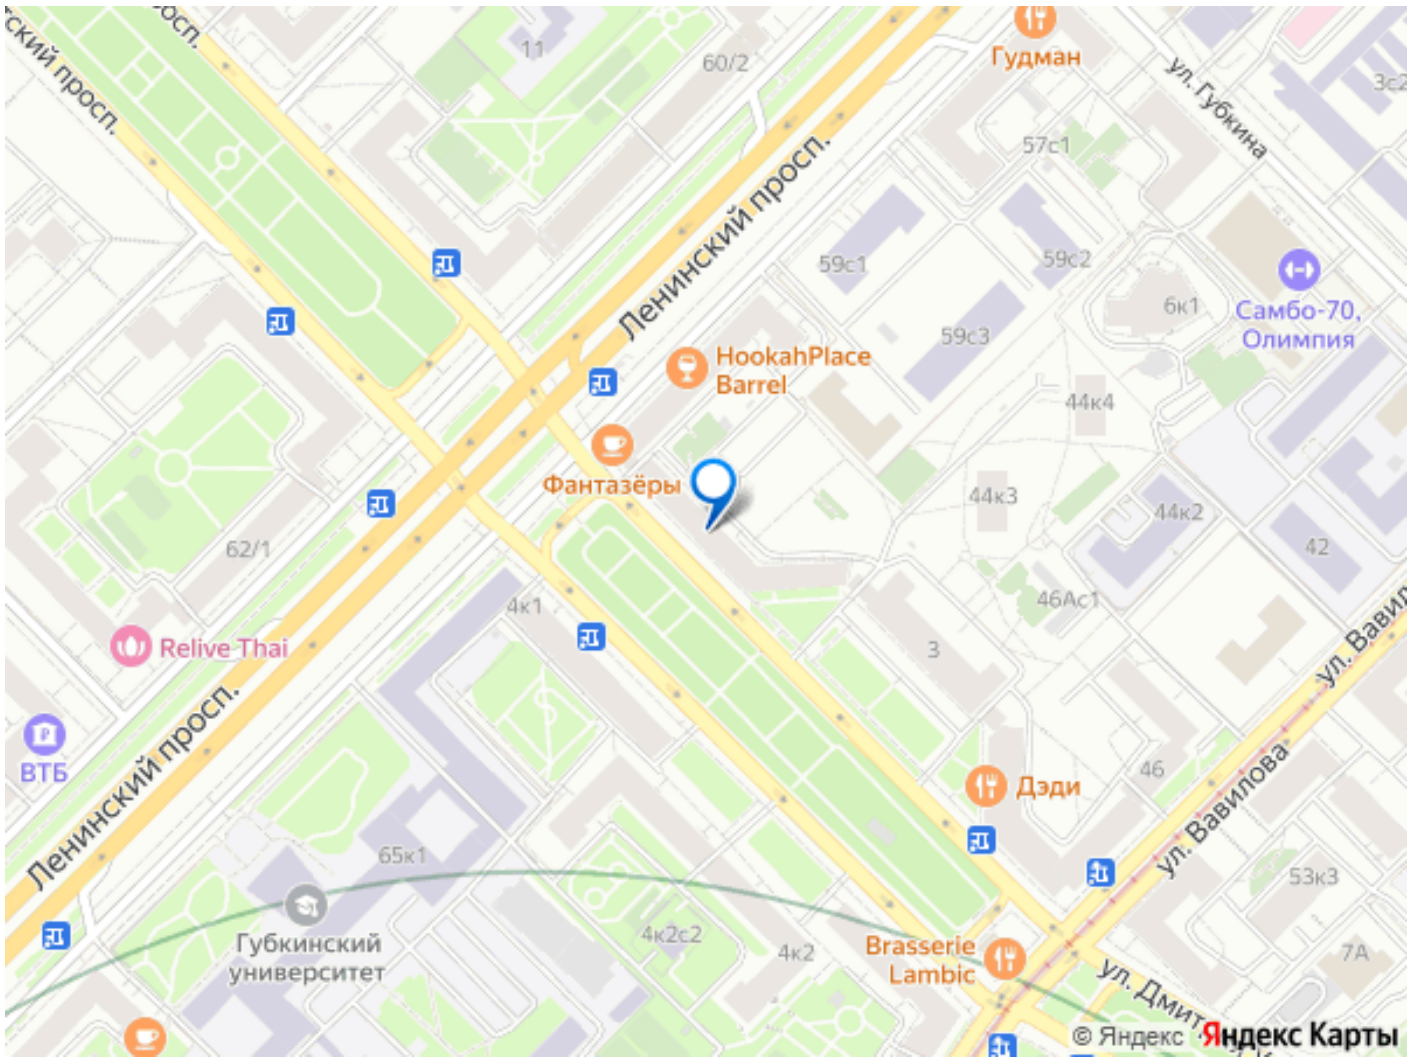 ский просп.
просп.
11
60/2
Гудман
ул. Губкина
3с2
57с1
Ленинский просп.
59с1
59с2
6к1
Самбо-70,
Олимпия
59с3
HookahPlace
Barrel
44к4
Фантазёры
44к3
44к2
42
62/1
4к1
46Ас1
Relive Thai
3
ул. Вавил
ВТБ
Ленинский просп.
46
Дэди
ул. Вавилова
65к1
53к3
Губкинский
университет
4к2с2
4к2
Brasserie
Lambic
7А
ул. Дмит
© Яндекс Яндекс Карты